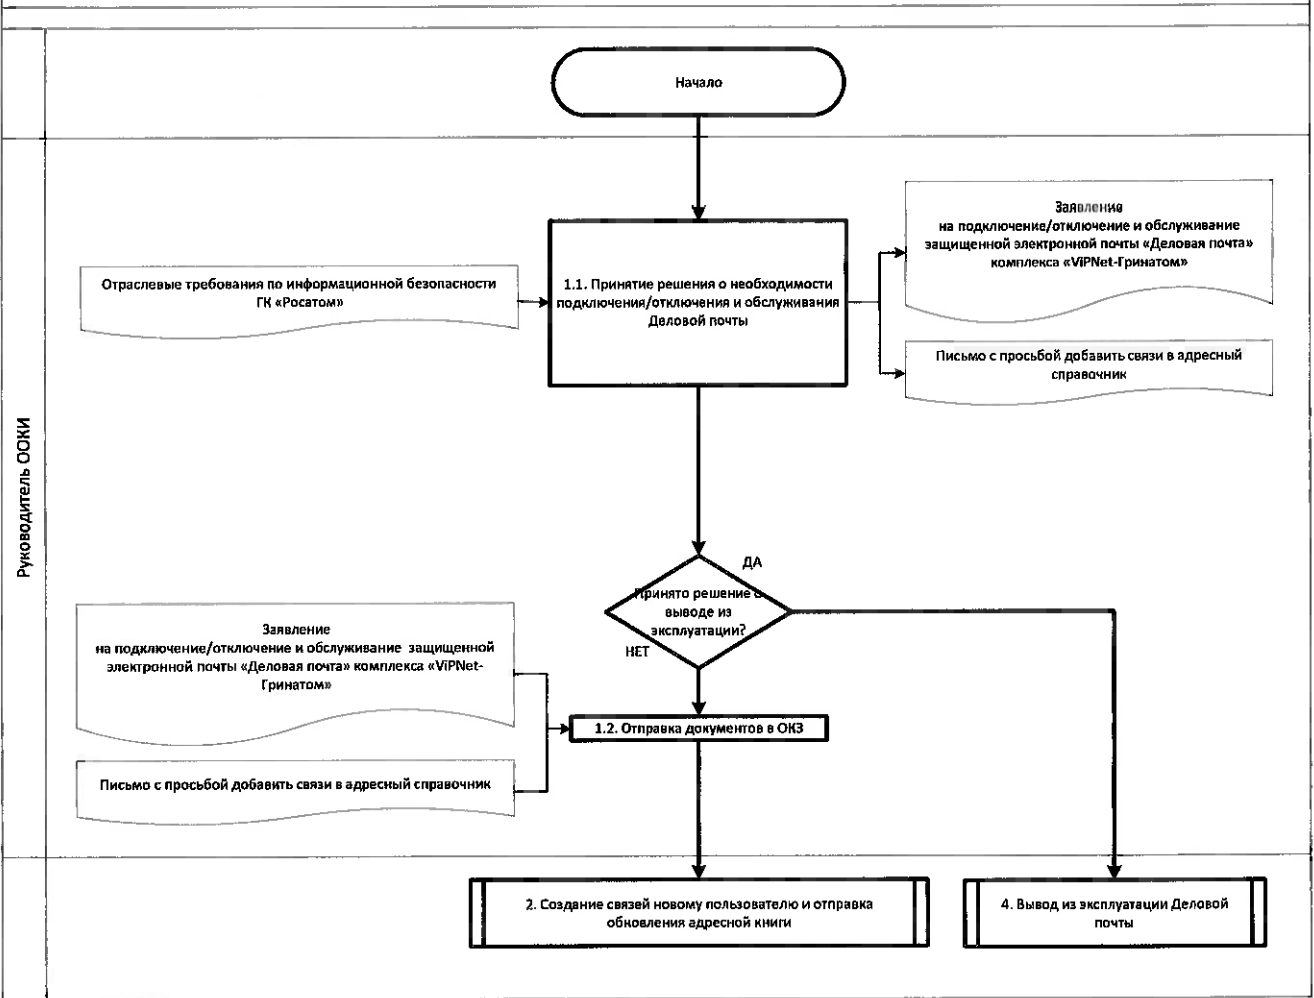 Начало
Заявление
на подключение/отключение и обслуживание
защищенной электронной почты «Деловая почта»
комплекса «ViPNet-Гринатом»
Отраслевые требования по информационной безопасности
ГК «Росатом»
1.1. Принятие решения о необходимости
подключения/отключения и обслуживания
Деловой почты
Письмо с просьбой добавить связи в адресный
справочник
Руководитель ООКИ
ДА
Принято решение о
выводе из
эксплуатации?
НЕТ
Заявление
на подключение/отключение и обслуживание защищенной
электронной почты «Деловая почта» комплекса «ViPNet-
Гринатом»
1.2. Отправка документов в ОКЗ
Письмо с просьбой добавить связи в адресный справочник
2. Создание связей новому пользователю и отправка
обновления адресной книги
4. Вывод из эксплуатации Деловой
почты